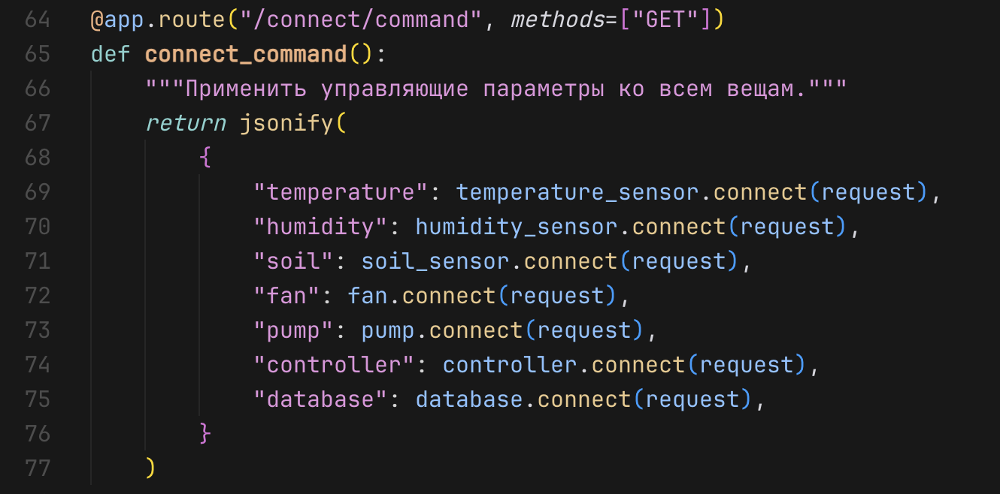 64 @app.route("/connect/command", methods=["GET"])
65 def connect_command():
66     """Применить управляющие параметры ко всем вещам."""
67     return jsonify(
68         {
69             "temperature": temperature_sensor.connect(request),
70             "humidity": humidity_sensor.connect(request),
71             "soil": soil_sensor.connect(request),
72             "fan": fan.connect(request),
73             "pump": pump.connect(request),
74             "controller": controller.connect(request),
75             "database": database.connect(request),
76         }
77     )